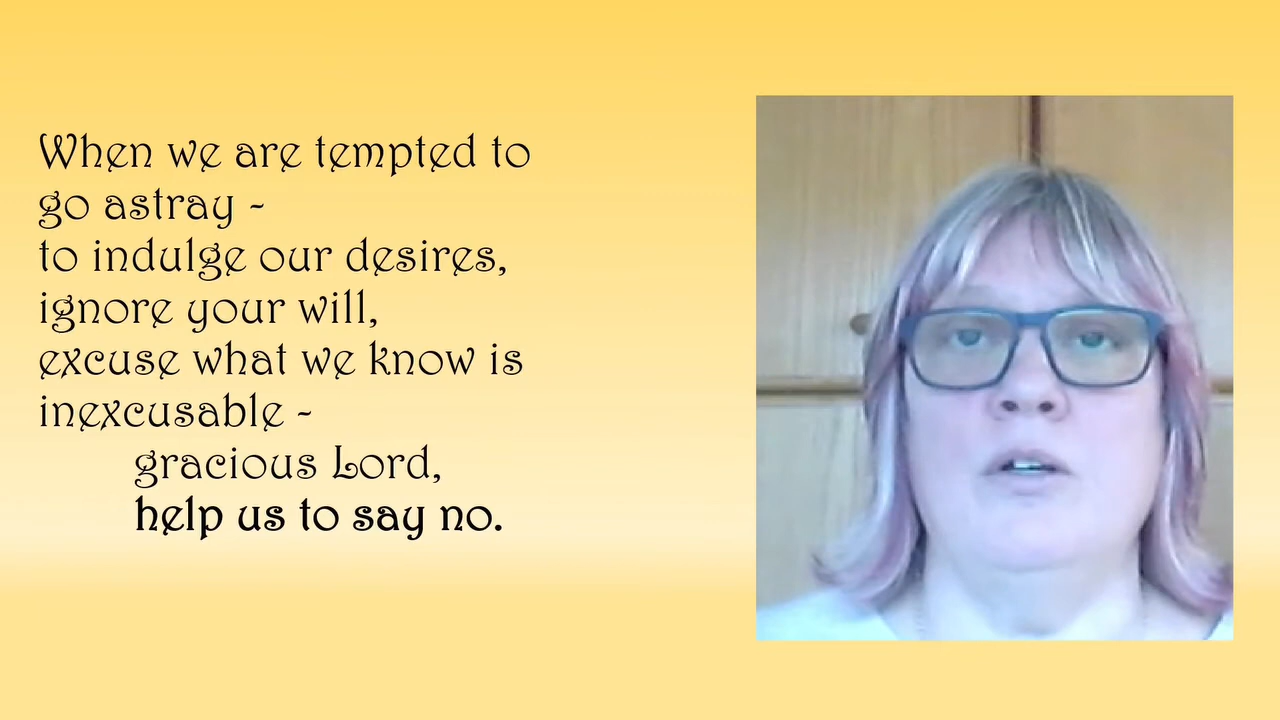 When we are tempted to
go astray -
to indulge our desires,
ignore your will,
excuse what we know is
inexcusable -
gracious Lord,
help us to say no.